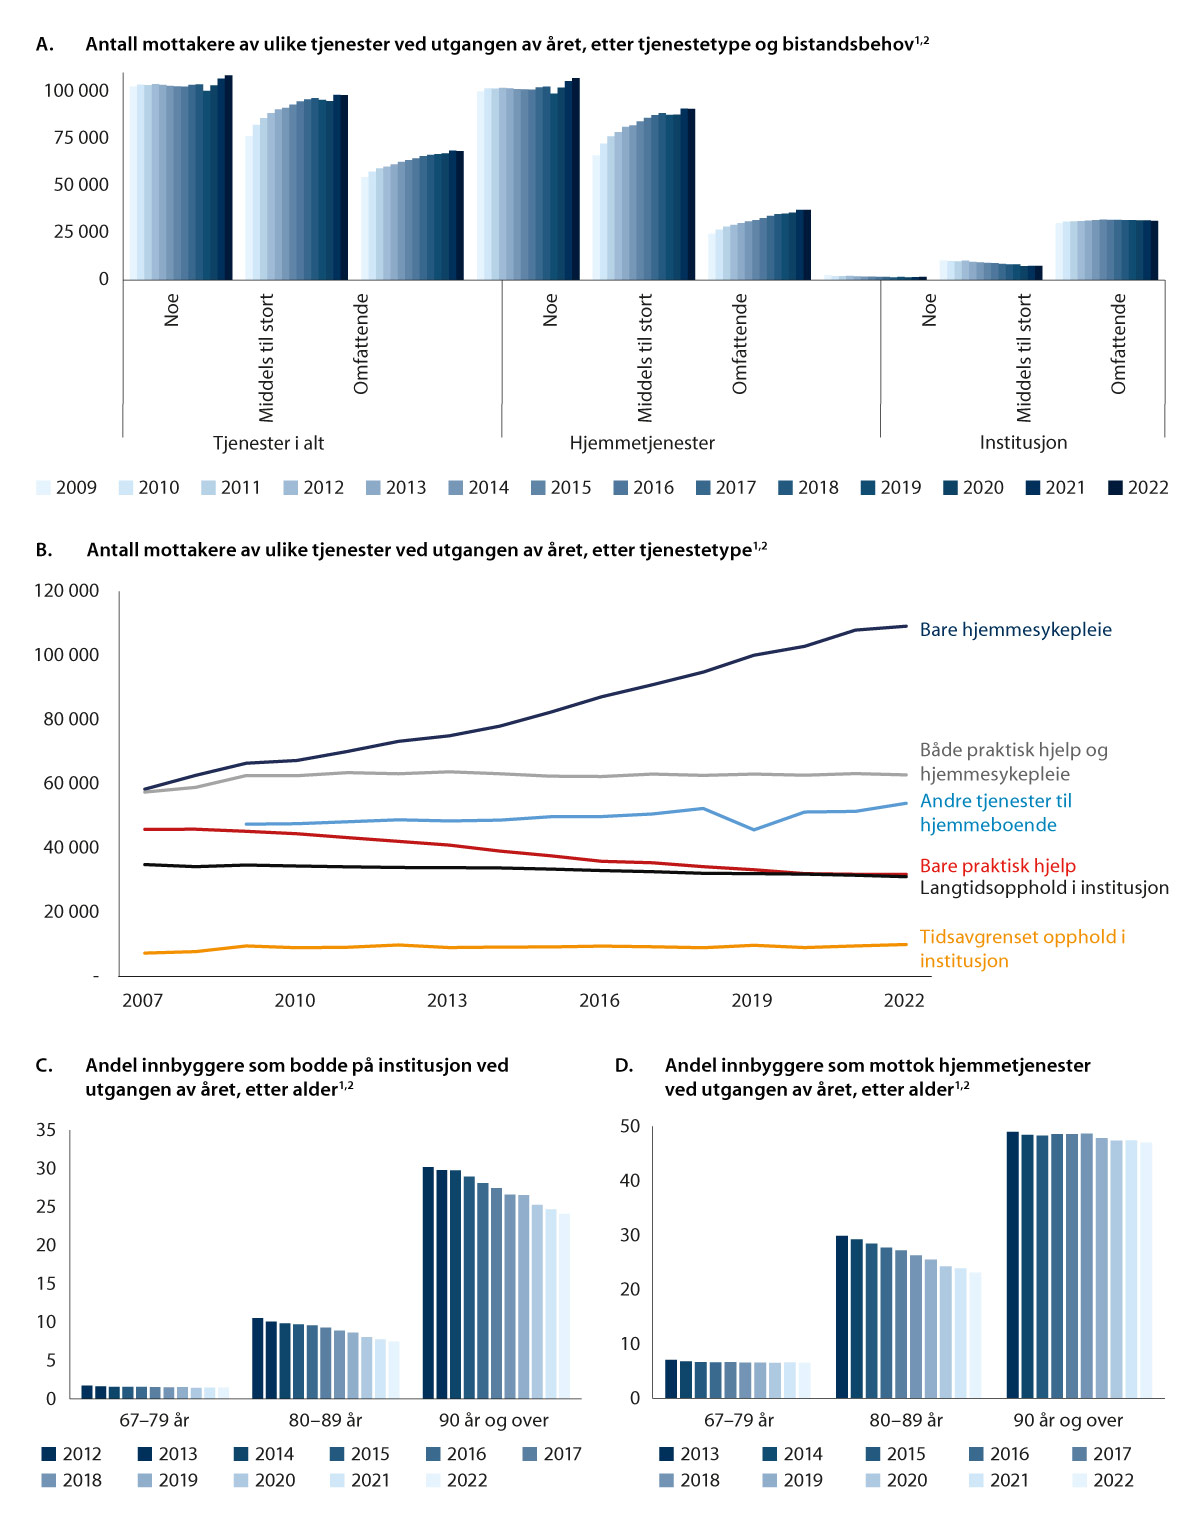 A. Antall mottakere av ulike tjenester ved utgangen av året, etter tjenestetype og bistandsbehov1,2
100 000
75 000
50 000
25 000
0
Noe
Middels til stort
Omfattende
Noe
Middels til stort
Omfattende
Noe
Middels til stort
Omfattende
Tjenester i alt
Hjemmetjenester
Institusjon
2009 2010 2011 2012 2013 2014 2015 2016 2017 2018 2019 2020 2021 2022
B. Antall mottakere av ulike tjenester ved utgangen av året, etter tjenestetype1,2
120 000
100 000
80 000
60 000
40 000
20 000
-
Bare hjemmesykepleie
Både praktisk hjelp og
hjemmesykepleie
Andre tjenester til
hjemmeboende
Bare praktisk hjelp
Langtidsopphold i institusjon
Tidsavgrenset opphold i
institusjon
2007 2010 2013 2016 2019 2022
C. Andel innbyggere som bodde på institusjon ved
utgangen av året, etter alder1,2
35
30
25
20
15
10
5
0
67–79 år 80–89 år 90 år og over
2012 2013 2014 2015 2016 2017
2018 2019 2020 2021 2022
D. Andel innbyggere som mottok hjemmetjenester
ved utgangen av året, etter alder1,2
50
40
30
20
10
0
67–79 år 80–89 år 90 år og over
2013 2014 2015 2016 2017
2018 2019 2020 2021 2022